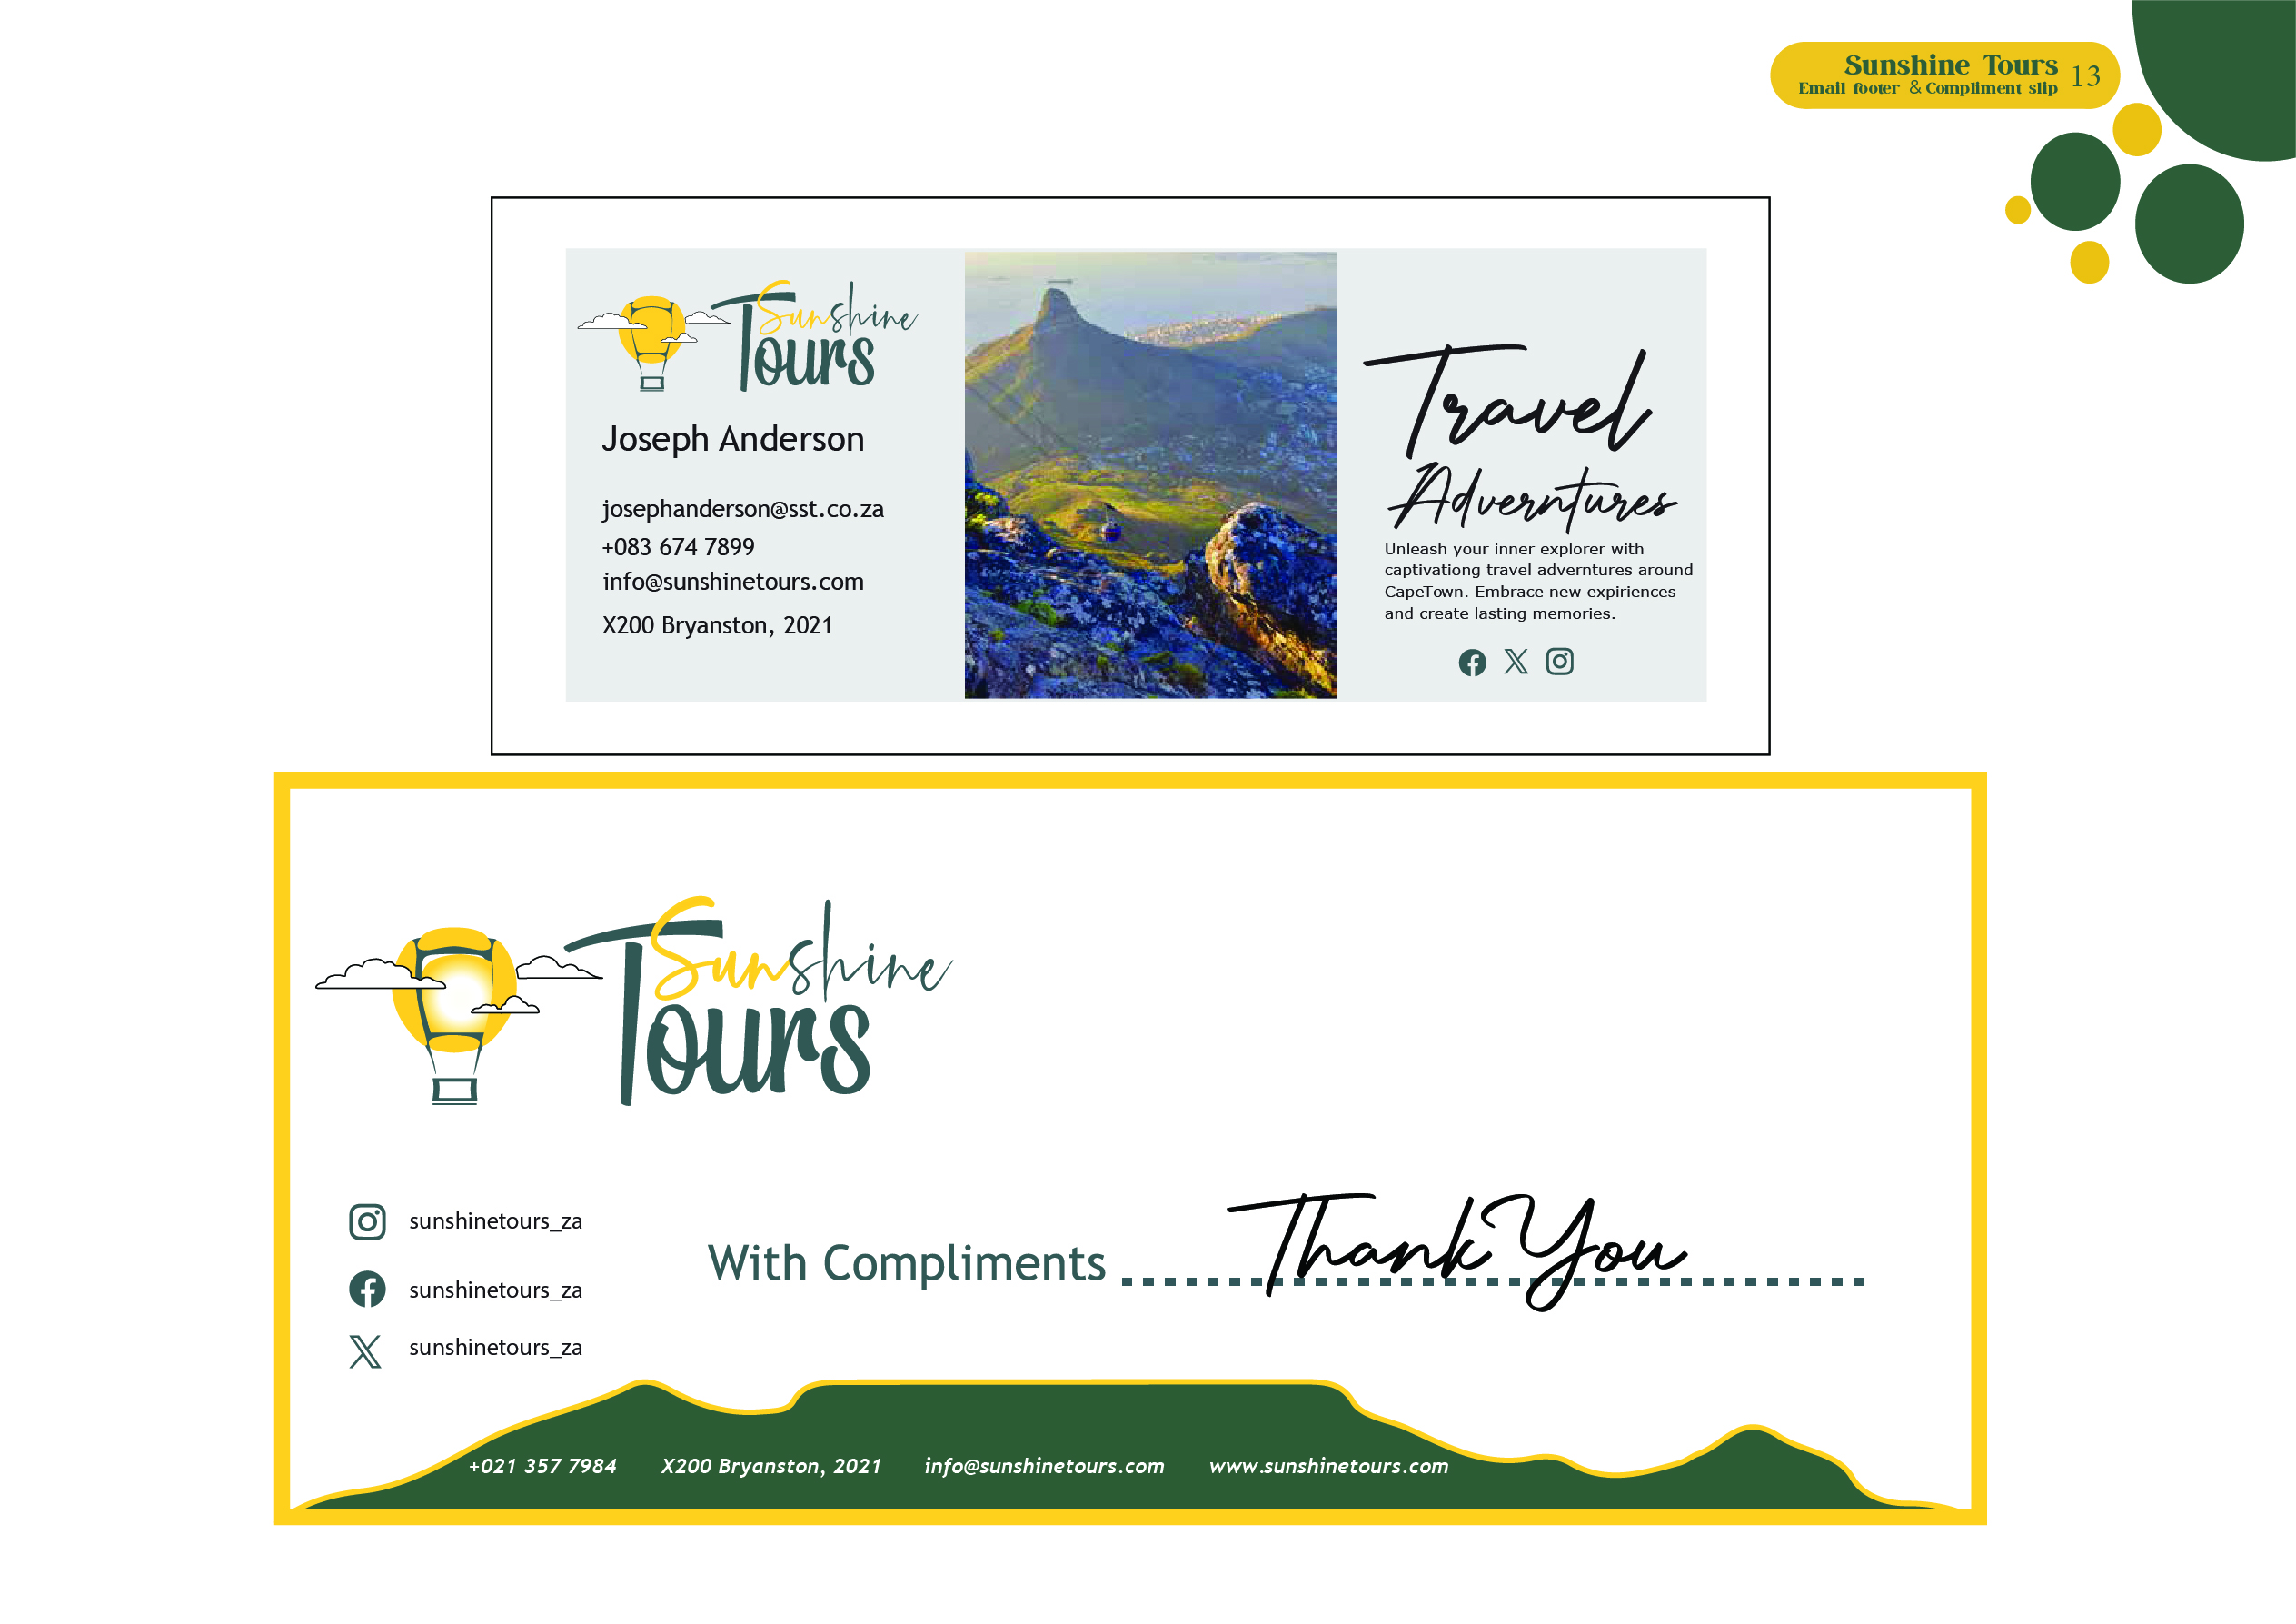 Sunshine Tours
Email footer & Compliment slip
13
Sunshine
Tours
Joseph Anderson
josephanderson@sst.co.za
+083 674 7899
info@sunshinetours.com
X200 Bryanston, 2021
Travel
Adverntures
Unleash your inner explorer with
captivationg travel adverntures around
CapeTown. Embrace new expiriences
and create lasting memories.
Sunshine
Tours
sunshinetours_za
sunshinetours_za
sunshinetours_za
With Compliments
Thank You
+021 357 7984 X200 Bryanston, 2021 info@sunshinetours.com www.sunshinetours.com